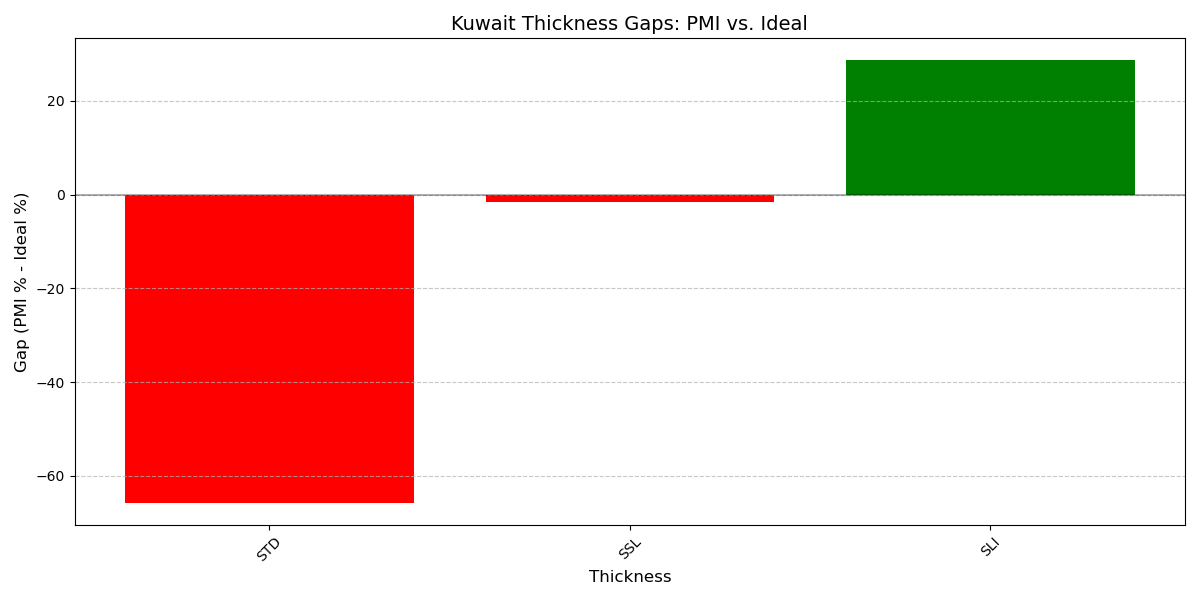 Kuwait Thickness Gaps: PMI vs. Ideal
Gap (PMI % - Ideal %)
20
0
−20
−40
−60
STD
SSL
SLI
Thickness